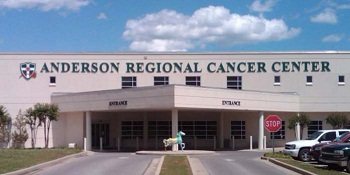 ANDERSON REGIONAL CANCER CENTER
ENTRANCE
ENTRANCE
STOP